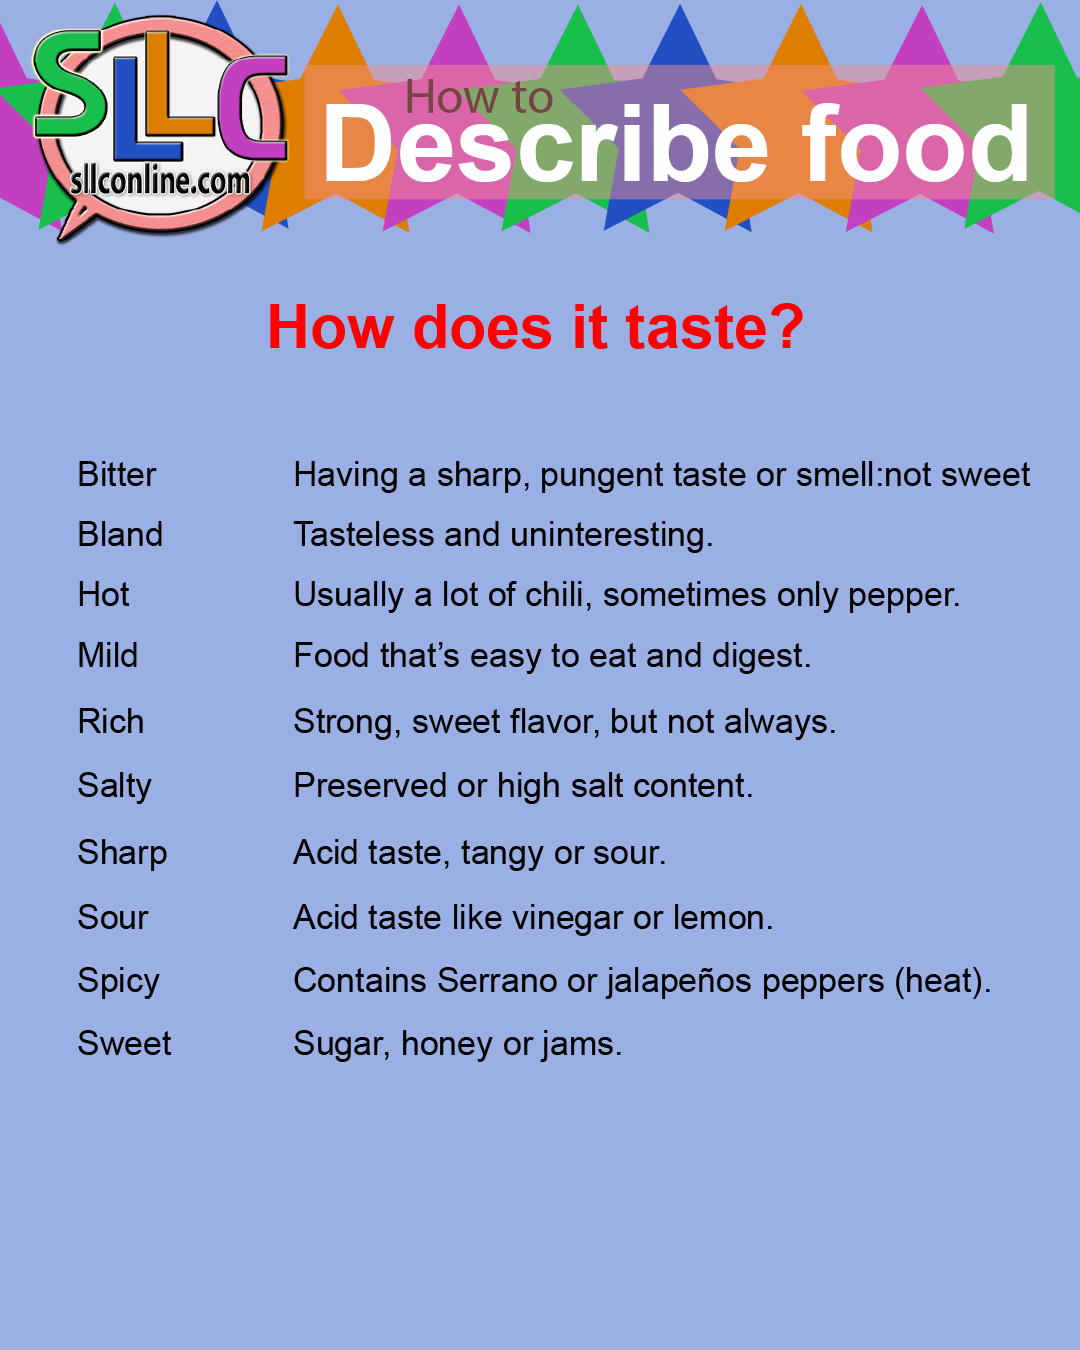 SLLC
sllconline.com
How to
Describe food
How does it taste?
Bitter Having a sharp, pungent taste or smell:not sweet
Bland Tasteless and uninteresting.
Hot Usually a lot of chili, sometimes only pepper.
Mild Food that’s easy to eat and digest.
Rich Strong, sweet flavor, but not always.
Salty Preserved or high salt content.
Sharp Acid taste, tangy or sour.
Sour Acid taste like vinegar or lemon.
Spicy Contains Serrano or jalapeños peppers (heat).
Sweet Sugar, honey or jams.